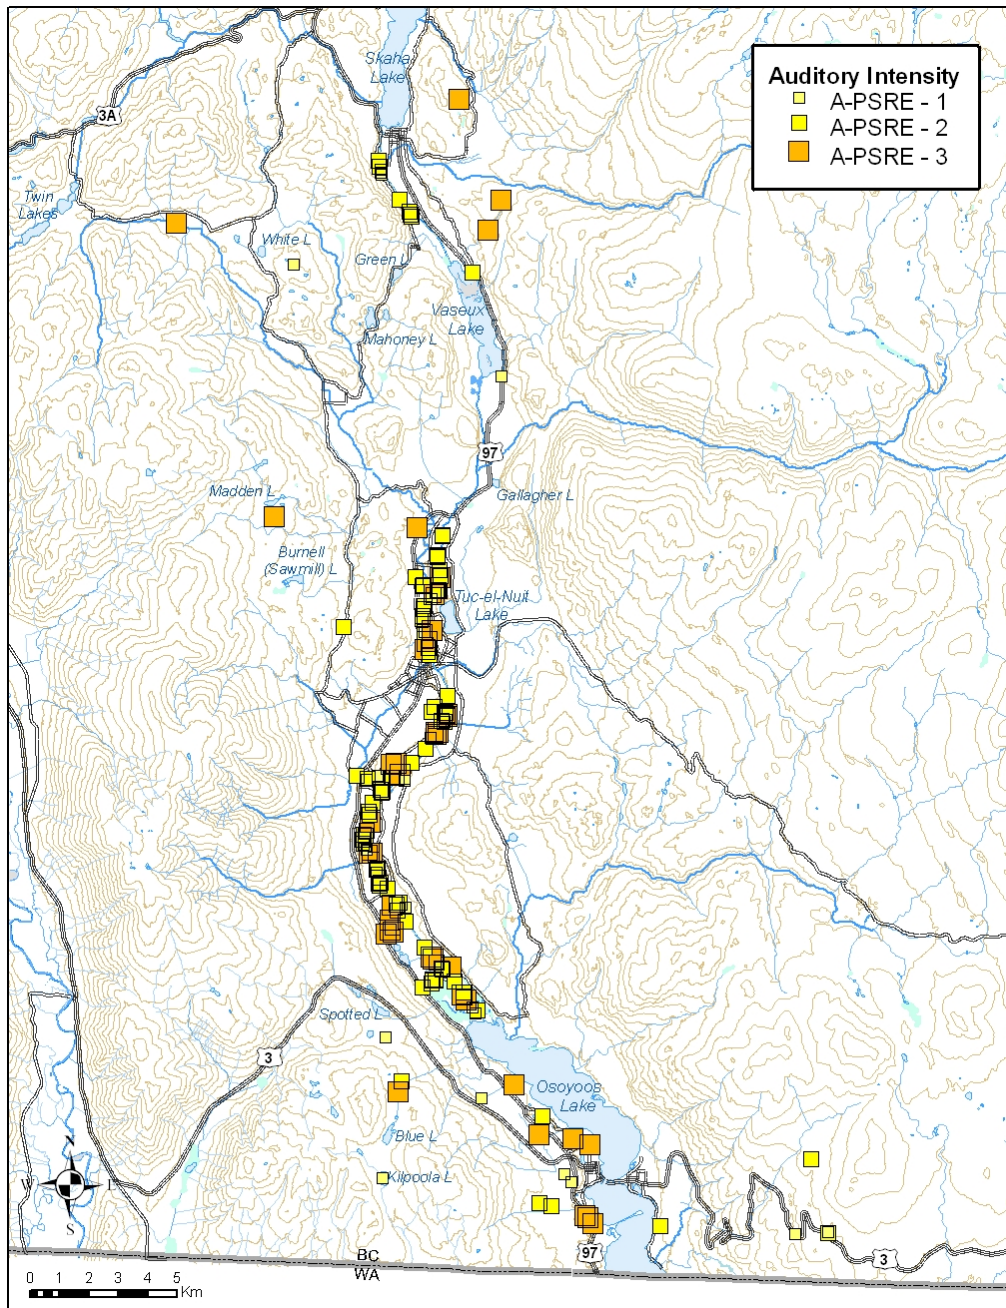 Skaha
Lake
Auditory Intensity
A-PSRE - 1
A-PSRE - 2
A-PSRE - 3
3A
Twin
Lakes
White L
Green L
Vaseux
Lake
Mahoney L
97
Madden L
Gallagher L
Burnell
(Sawmill) L
Tuc-el-Nuit
Lake
Spotted L
3
Osoyoos
Lake
Blue L
Kilpoola L
N
W
S
3
97
BC
WA
0 1 2 3 4 5
Km